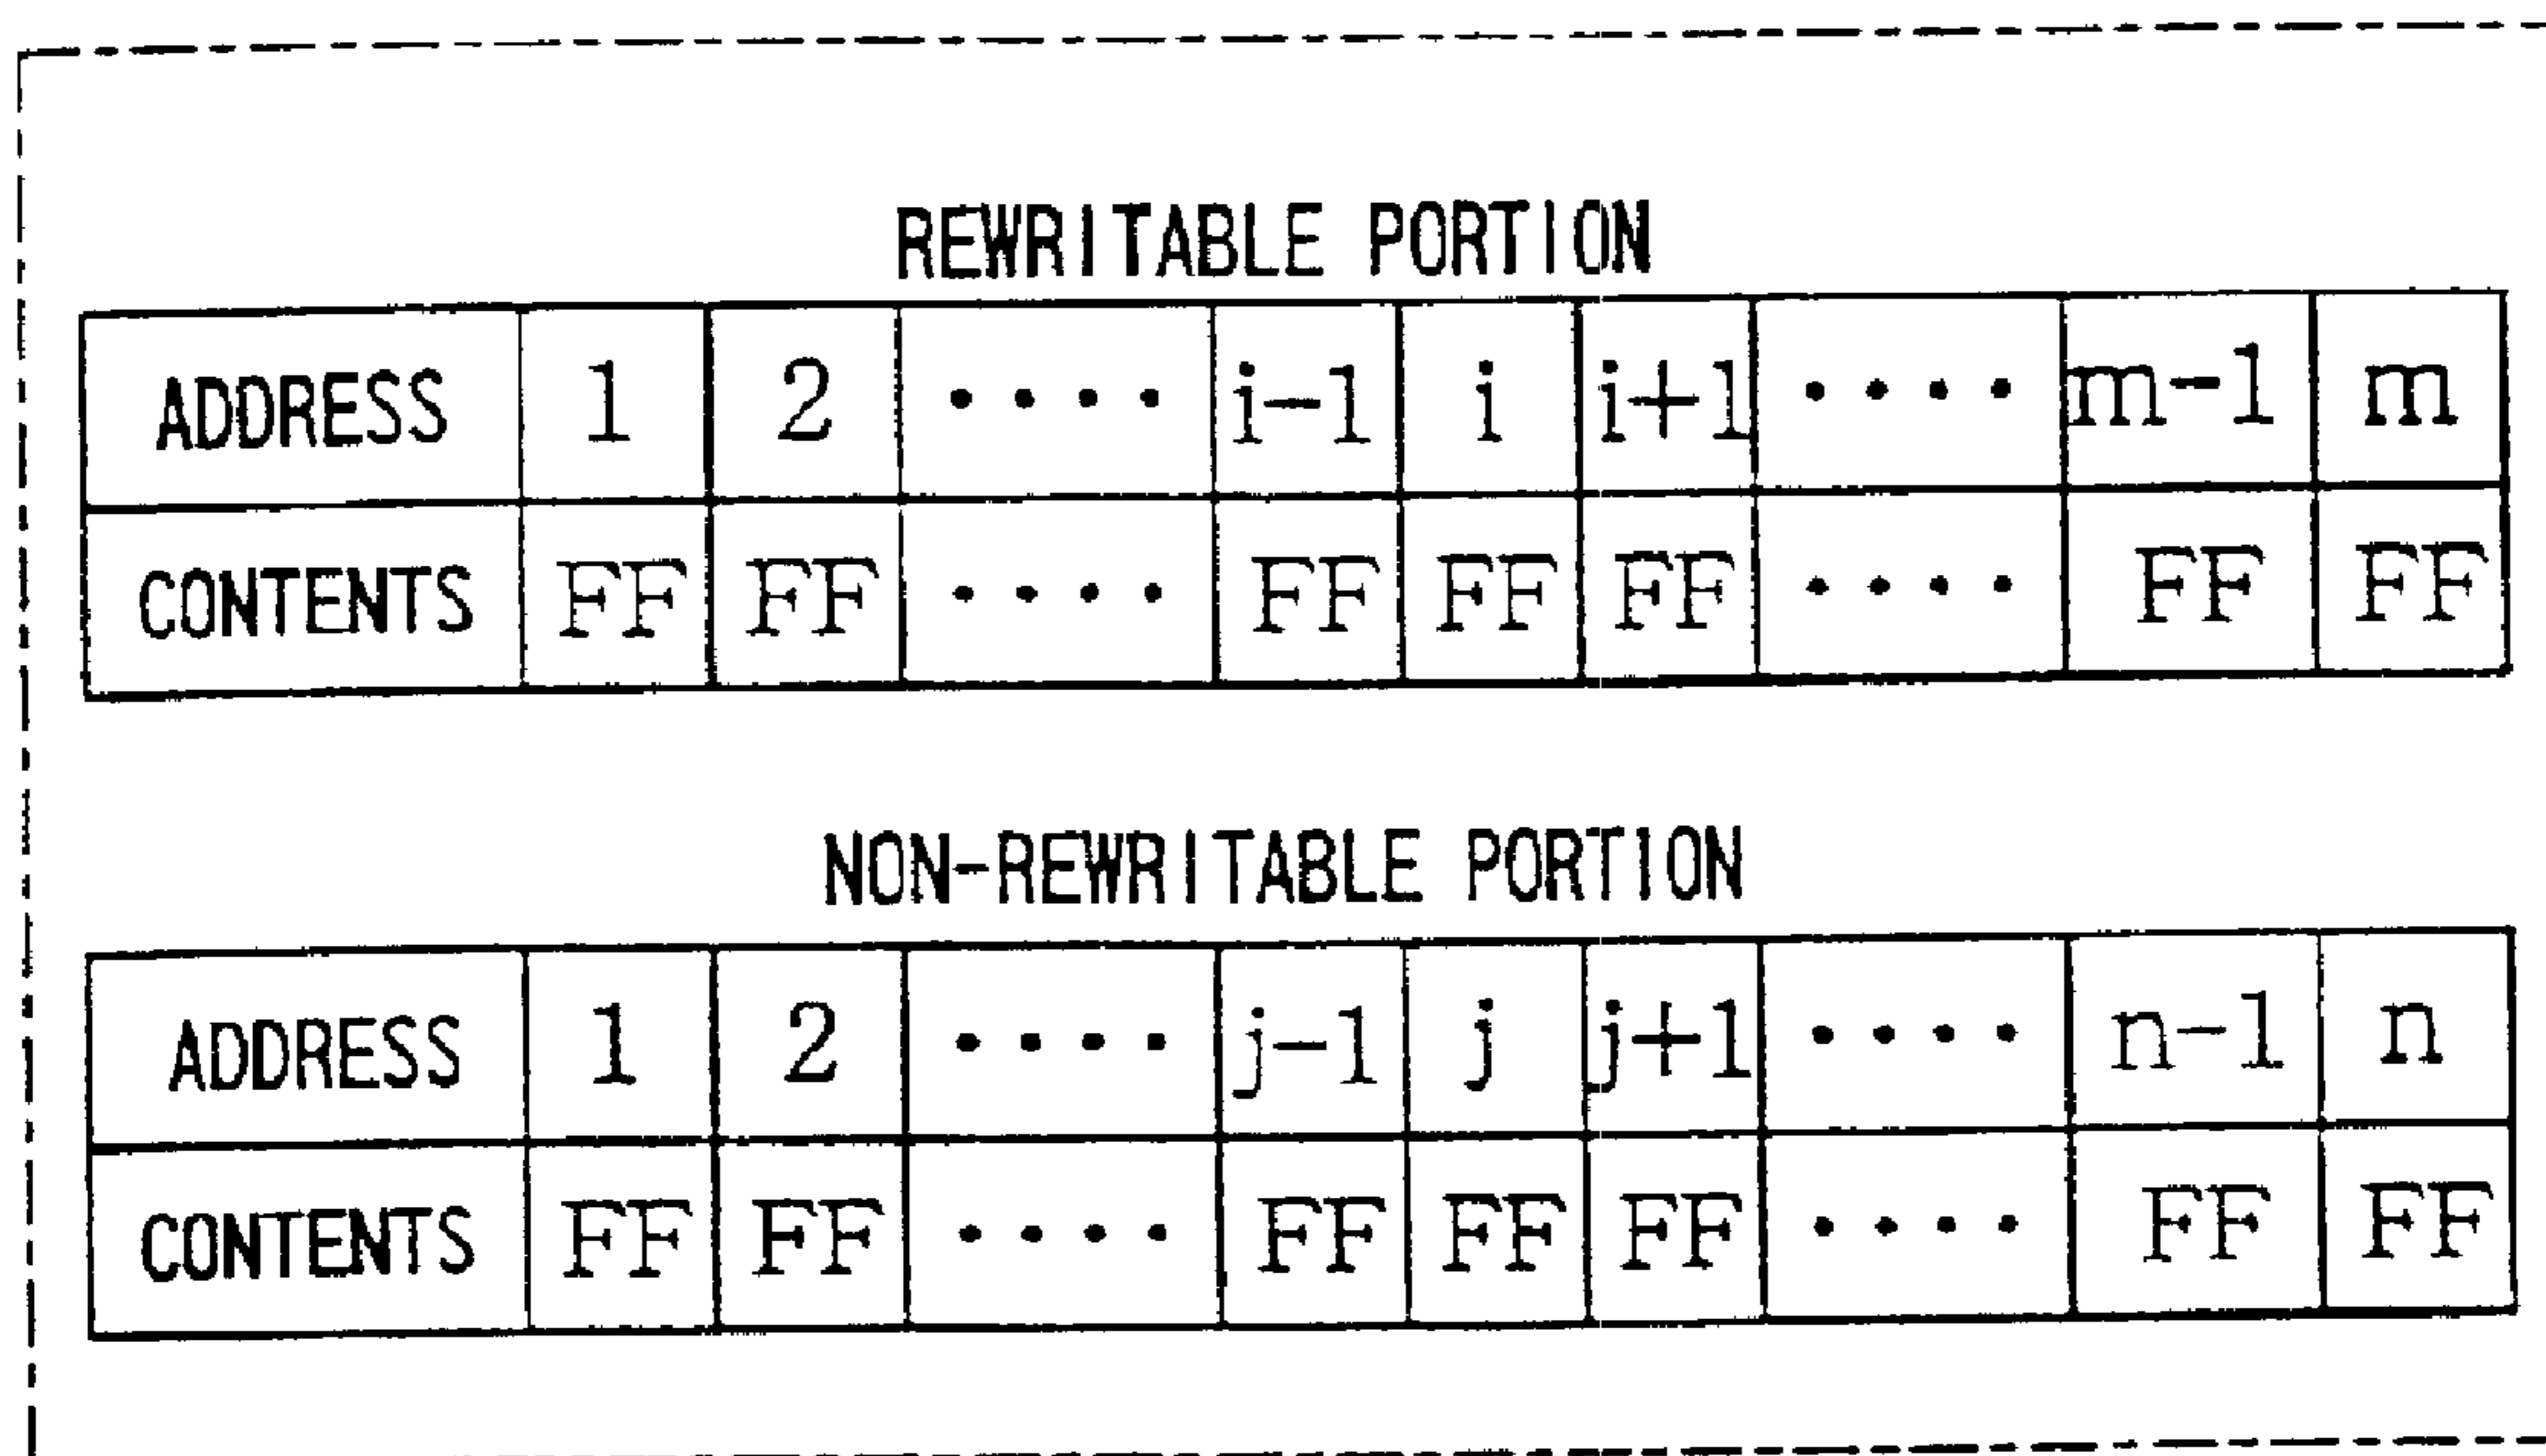 REWRITABLE PORTION
ADDRESS 1 2 ···· i-1 i i+1 ···· m-1 m
CONTENTS FF FF ···· FF FF FF ···· FF FF
NON-REWRITABLE PORTION
ADDRESS 1 2 ···· j-1 j j+1 ···· n-1 n
CONTENTS FF FF ···· FF FF FF ···· FF FF